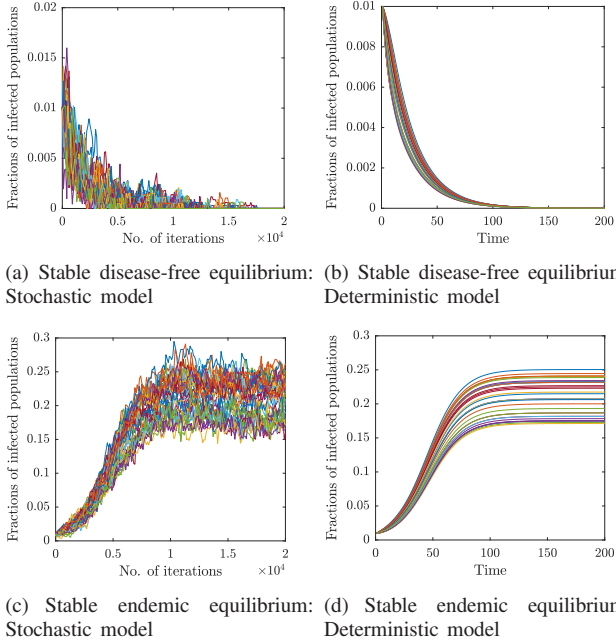 Fractions of infected populations
0.02
0.015
0.01
0.005
0
0 0.5 1 1.5 2
No. of iterations ×10⁴
Fractions of infected populations
0.01
0.008
0.006
0.004
0.002
0
0 50 100 150 200
Time
(a) Stable disease-free equilibrium:
Stochastic model
(b) Stable disease-free equilibrium
Deterministic model
Fractions of infected populations
0.3
0.25
0.2
0.15
0.1
0.05
0
0 0.5 1 1.5 2
No. of iterations ×10⁴
Fractions of infected populations
0.3
0.25
0.2
0.15
0.1
0.05
0
0 50 100 150 200
Time
(c) Stable endemic equilibrium:
Stochastic model
(d) Stable endemic equilibrium
Deterministic model